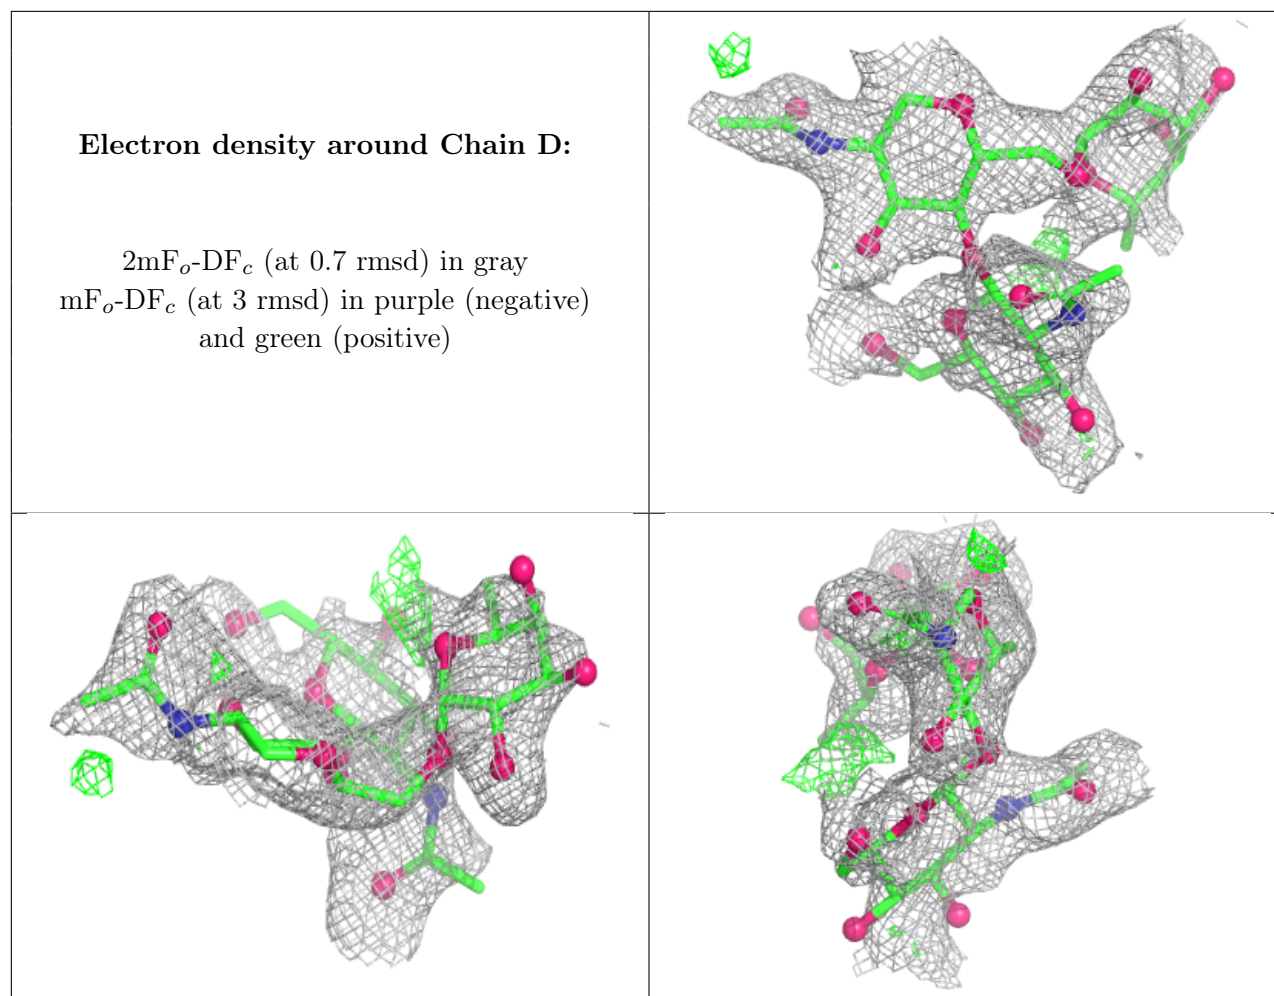 Electron density around Chain D:
2mFo-DFc (at 0.7 rmsd) in gray
mFo-DFc (at 3 rmsd) in purple (negative)
and green (positive)